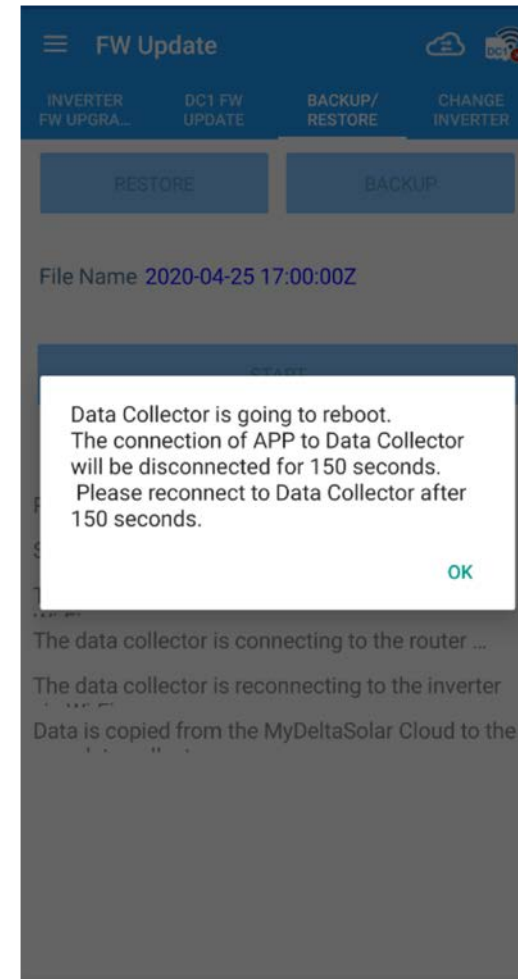 FW Update
DC1
INVERTER
FW UPGRA...
DC1 FW
UPDATE
BACKUP/
RESTORE
CHANGE
INVERTER
RESTORE
BACKUP
File Name 2020-04-25 17:00:00Z
START
Data Collector is going to reboot.
The connection of APP to Data Collector
will be disconnected for 150 seconds.
Please reconnect to Data Collector after
150 seconds.
OK
The data collector is connecting to the router ...
The data collector is reconnecting to the inverter
Data is copied from the MyDeltaSolar Cloud to the